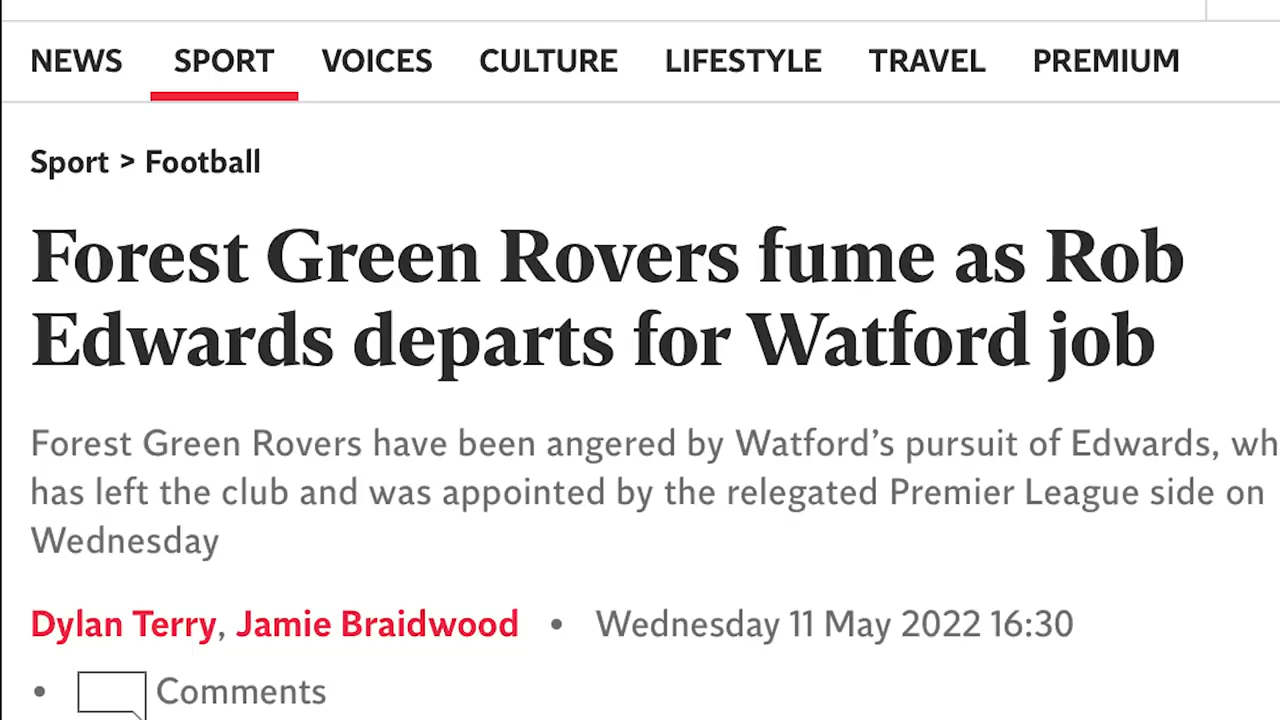 NEWS SPORT VOICES CULTURE LIFESTYLE TRAVEL PREMIUM
Sport > Football
Forest Green Rovers fume as Rob
Edwards departs for Watford job
Forest Green Rovers have been angered by Watford’s pursuit of Edwards, wh
has left the club and was appointed by the relegated Premier League side on
Wednesday
Dylan Terry, Jamie Braidwood • Wednesday 11 May 2022 16:30
• Comments